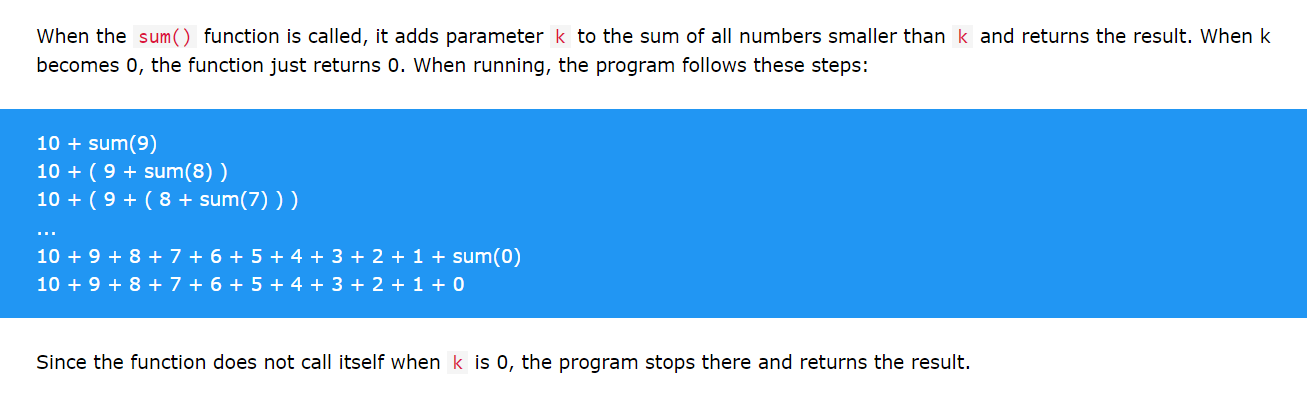 When the sum() function is called, it adds parameter k to the sum of all numbers smaller than k and returns the result. When k
becomes 0, the function just returns 0. When running, the program follows these steps:
10 + sum(9)
10 + ( 9 + sum(8) )
10 + ( 9 + ( 8 + sum(7) ) )
...
10 + 9 + 8 + 7 + 6 + 5 + 4 + 3 + 2 + 1 + sum(0)
10 + 9 + 8 + 7 + 6 + 5 + 4 + 3 + 2 + 1 + 0
Since the function does not call itself when k is 0, the program stops there and returns the result.